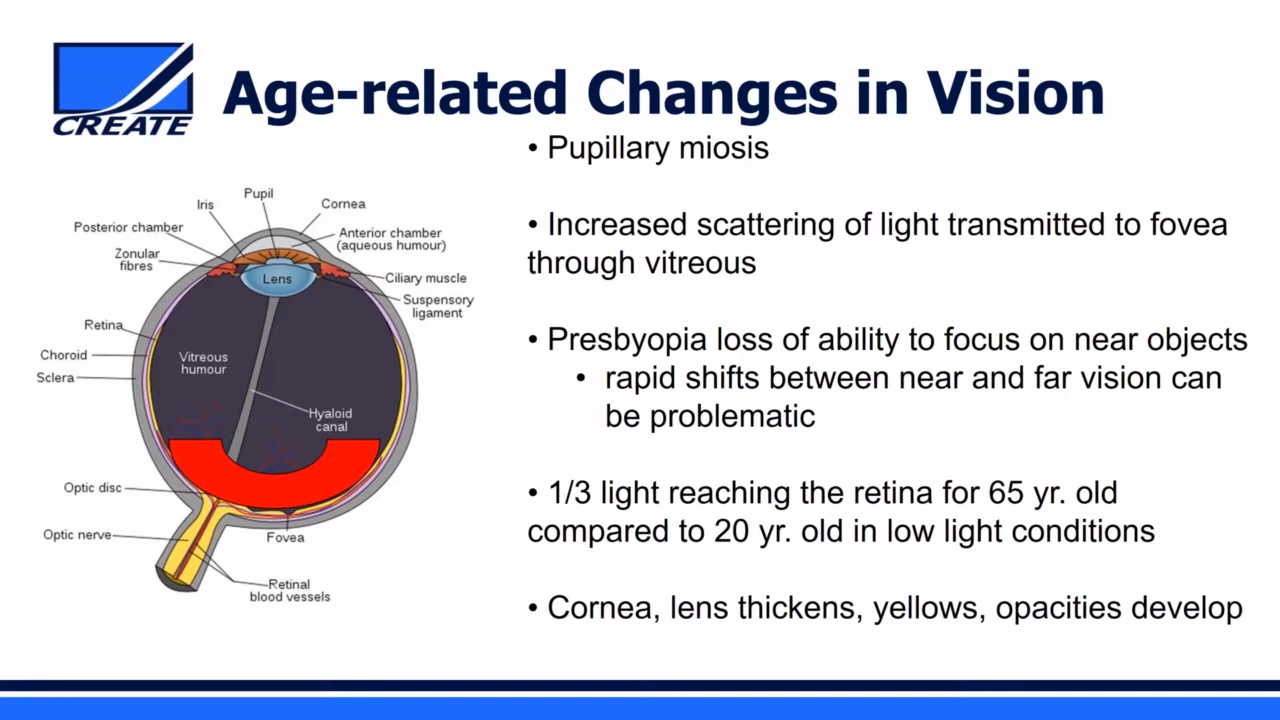 CREATE
Age-related Changes in Vision
• Pupillary miosis
• Increased scattering of light transmitted to fovea
through vitreous
• Presbyopia loss of ability to focus on near objects
• rapid shifts between near and far vision can
be problematic
• 1/3 light reaching the retina for 65 yr. old
compared to 20 yr. old in low light conditions
• Cornea, lens thickens, yellows, opacities develop
Pupil
Iris
Cornea
Posterior chamber
Anterior chamber
(aqueous humour)
Zonular
fibres
Lens
Ciliary muscle
Suspensory
ligament
Retina
Choroid
Sclera
Vitreous
humour
Hyaloid
canal
Optic disc
Optic nerve
Fovea
Retinal
blood vessels